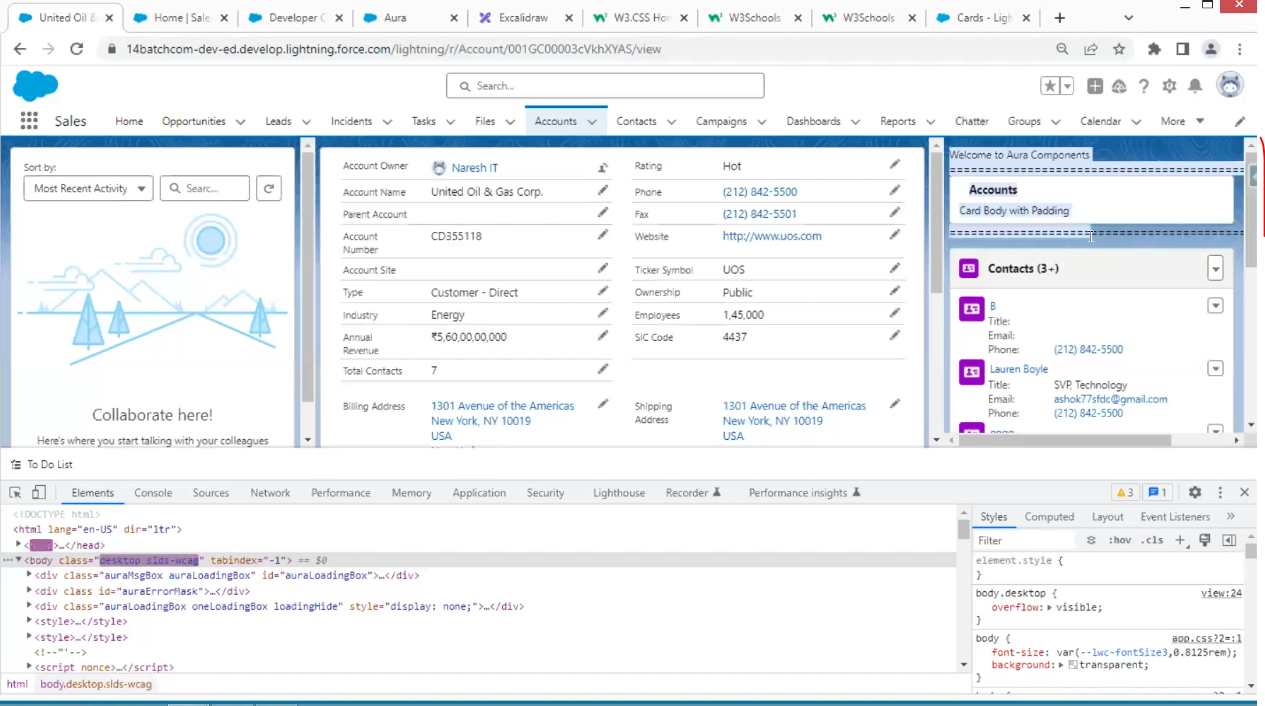 United Oil &
Home | Sale
Developer C
Aura
Excalidraw
W3.CSS Hor
W3Schools
W3Schools
Cards - Ligh
14batchcom-dev-ed.develop.lightning.force.com/lightning/r/Account/001GC00003cVkhXYAS/view
Search...
Sales
Home
Opportunities
Leads
Incidents
Tasks
Files
Accounts
Contacts
Campaigns
Dashboards
Reports
Chatter
Groups
Calendar
More
Sort by:
Most Recent Activity
Searc...
Collaborate here!
Here's where you start talking with your colleagues
Account Owner Naresh IT
Account Name United Oil & Gas Corp.
Parent Account
Account Number CD355118
Account Site
Type Customer - Direct
Industry Energy
Annual Revenue ₹5,60,00,00,000
Total Contacts 7
Billing Address 1301 Avenue of the Americas
New York, NY 10019
USA
Rating Hot
Phone (212) 842-5500
Fax (212) 842-5501
Website http://www.uos.com
Ticker Symbol UOS
Ownership Public
Employees 1,45,000
SIC Code 4437
Shipping Address 1301 Avenue of the Americas
New York, NY 10019
USA
Welcome to Aura Components
Accounts
Card Body with Padding
Contacts (3+)
B
Title:
Email:
Phone: (212) 842-5500
Lauren Boyle
Title: SVP, Technology
Email: ashok77sfdc@gmail.com
Phone: (212) 842-5500
To Do List
Elements
Console
Sources
Network
Performance
Memory
Application
Security
Lighthouse
Recorder
Performance insights
3
1
<!DOCTYPE html>
<html lang="en-US" dir="ltr">
…</head>
<body class="desktop slds-wcag" tabindex="-1"> == $0
<div class="auraMsgBox auraLoadingBox" id="auraLoadingBox">…</div>
<div class id="auraErrorMask">…</div>
<div class="auraLoadingBox oneLoadingBox loadingHide" style="display: none;">…</div>
<style>…</style>
<style>…</style>
<!--"'-->
<script nonce>…</script>
html body.desktop.slds-wcag
Styles
Computed
Layout
Event Listeners
Filter
:hov .cls
element.style {
}
body.desktop { view:24
overflow: visible;
}
body { app.css?2=:1
font-size: var(--lwc-fontSize3,0.8125rem);
background: transparent;
}